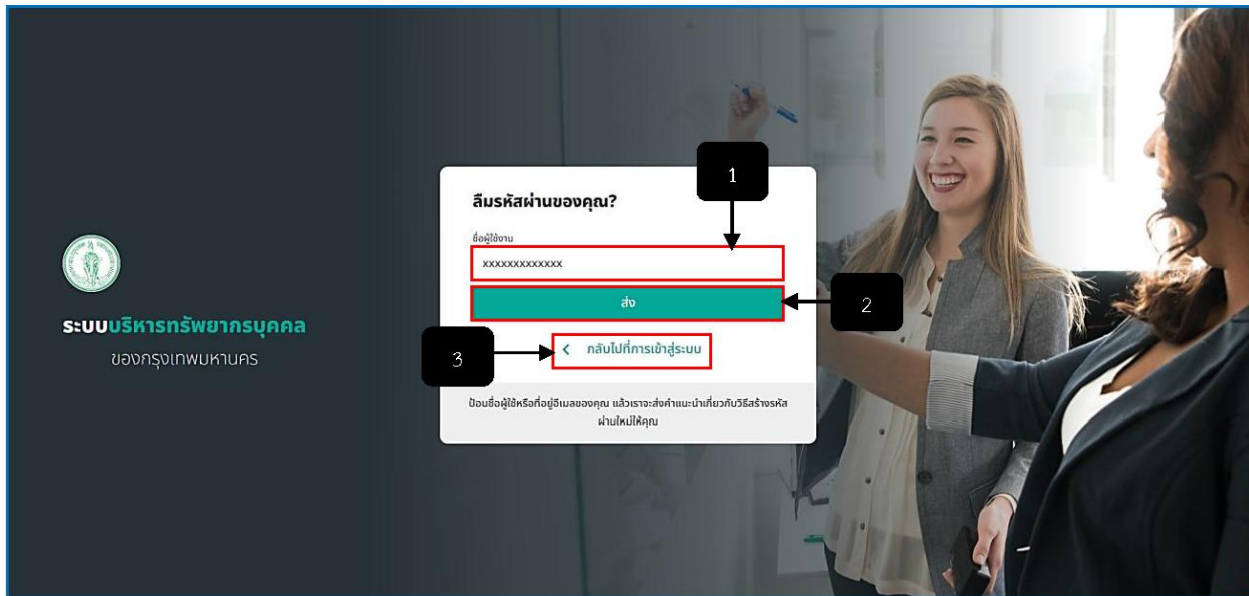 1
ลืมรหัสผ่านของคุณ?
ชื่อผู้ใช้งาน
xxxxxxxxxxxxx
ส่ง
2
ระบบบริหารทรัพยากรบุคคล
ของกรุงเทพมหานคร
3
กลับไปที่การเข้าสู่ระบบ
ป้อนชื่อผู้ใช้หรือที่อยู่อีเมลของคุณ แล้วเราจะส่งคำแนะนำเกี่ยวกับวิธีสร้างรหัส
ผ่านใหม่ให้คุณ